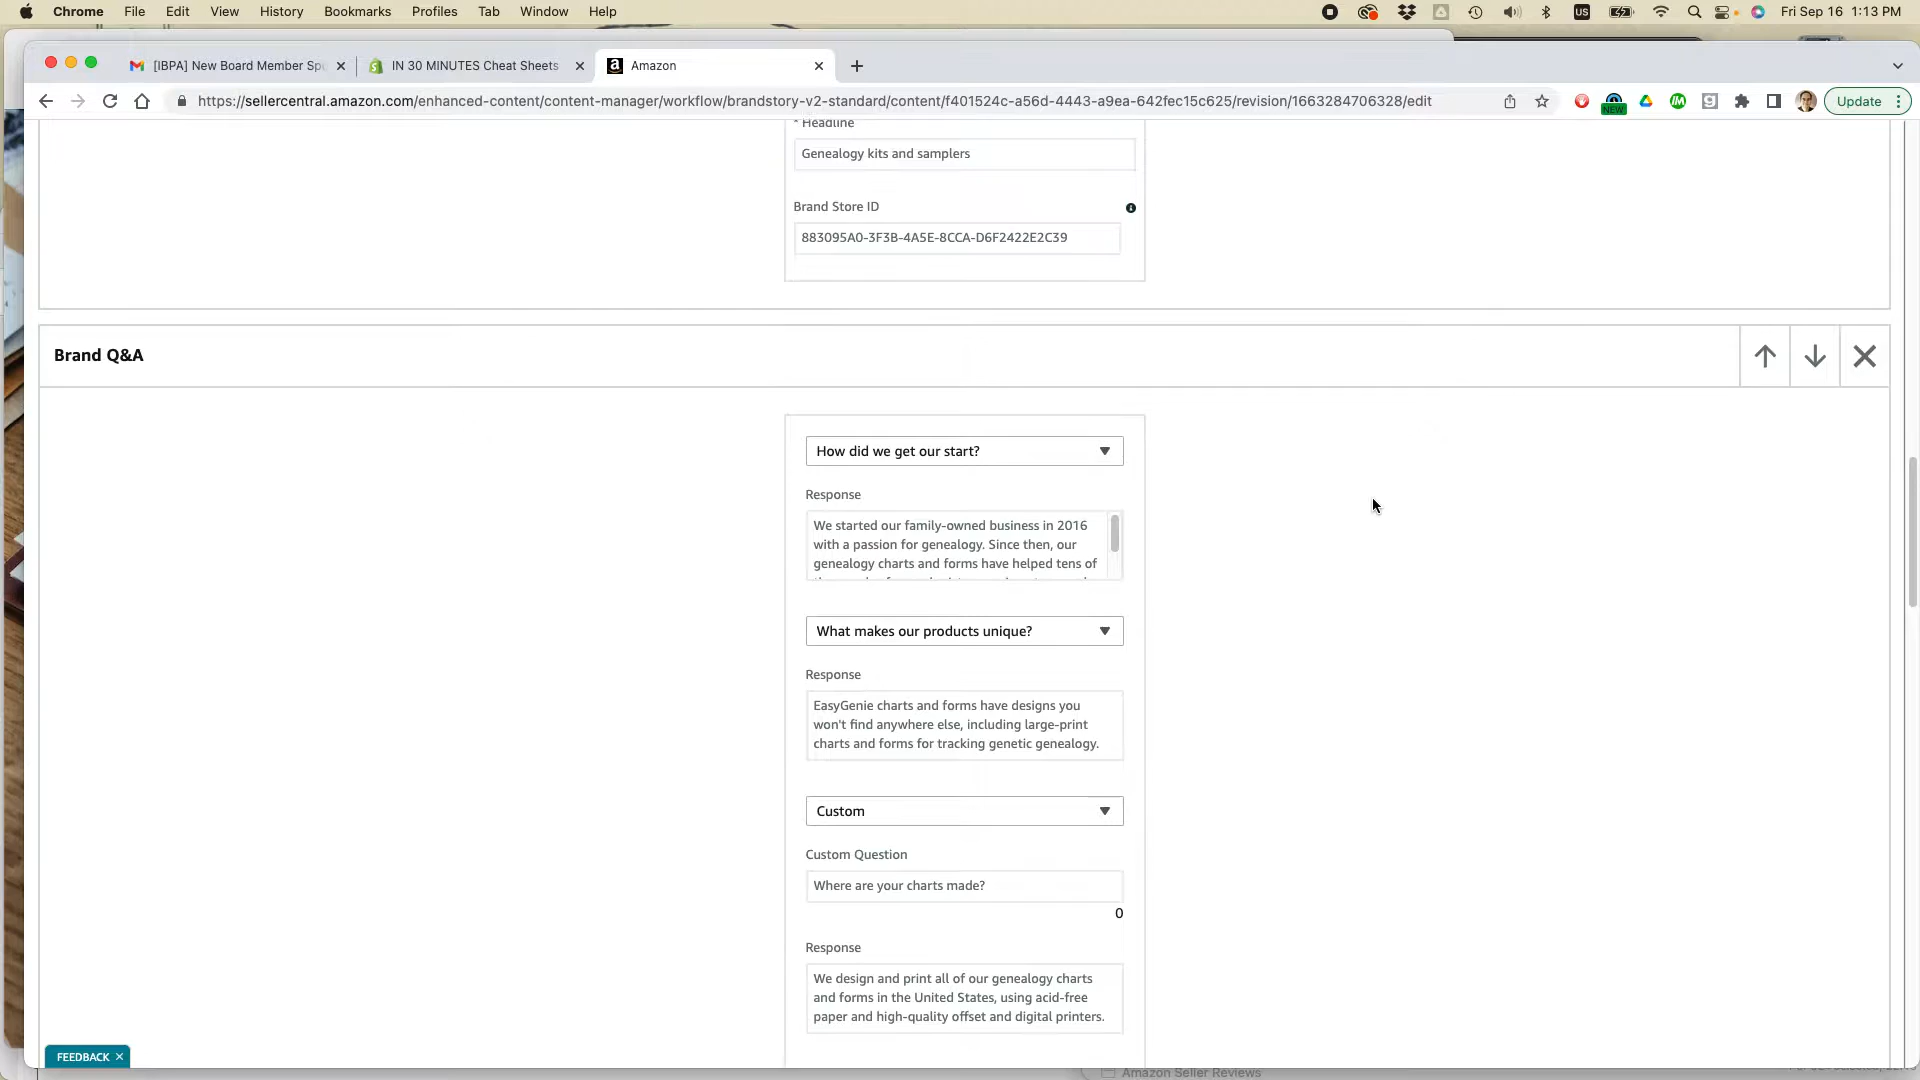 Chrome File Edit View History Bookmarks Profiles Tab Window Help US Fri Sep 16 1:13 PM
[IBPA] New Board Member Spu IN 30 MINUTES Cheat Sheets Amazon
https://sellercentral.amazon.com/enhanced-content/content-manager/workflow/brandstory-v2-standard/content/f401524c-a56d-4443-a9ea-642fec15c625/revision/1663284706328/edit NEW Update
* Headline
Genealogy kits and samplers
Brand Store ID
883095A0-3F3B-4A5E-8CCA-D6F2422E2C39
Brand Q&A
How did we get our start?
Response
We started our family-owned business in 2016
with a passion for genealogy. Since then, our
genealogy charts and forms have helped tens of
What makes our products unique?
Response
EasyGenie charts and forms have designs you
won't find anywhere else, including large-print
charts and forms for tracking genetic genealogy.
Custom
Custom Question
Where are your charts made?
0
Response
We design and print all of our genealogy charts
and forms in the United States, using acid-free
paper and high-quality offset and digital printers.
FEEDBACK
Amazon Seller Reviews